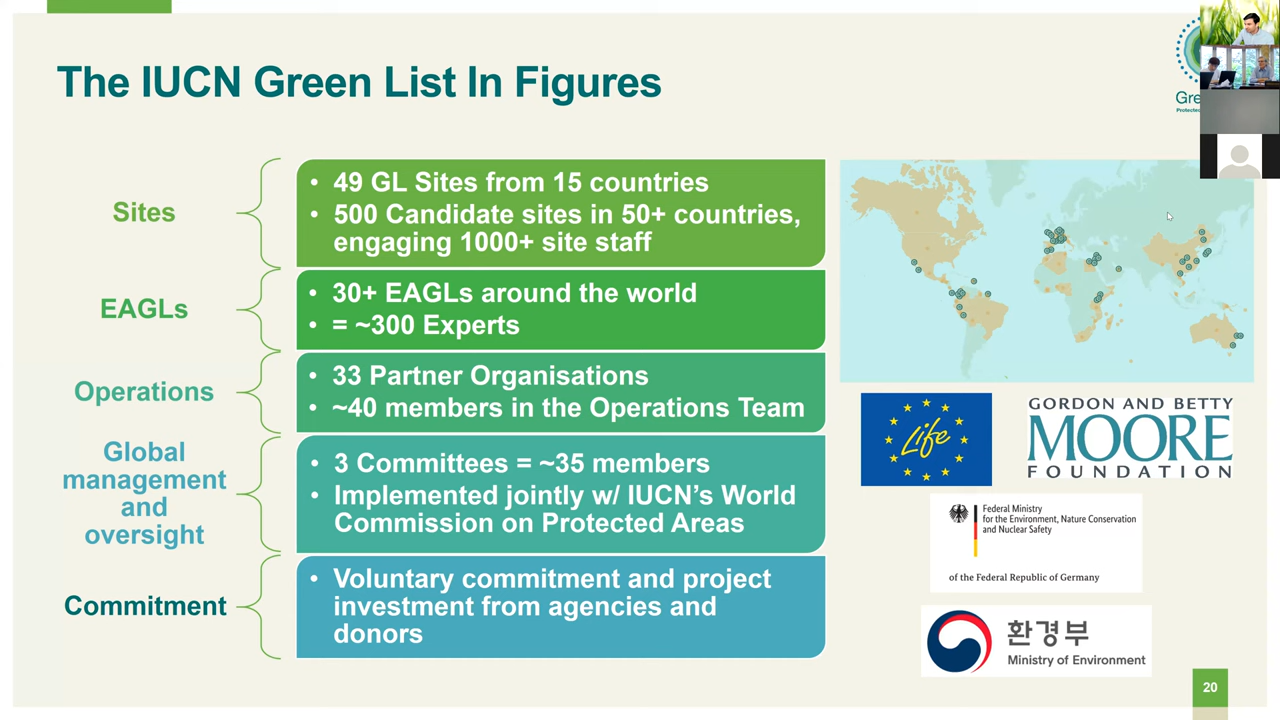 The IUCN Green List In Figures
Gre
Sites
• 49 GL Sites from 15 countries
• 500 Candidate sites in 50+ countries,
engaging 1000+ site staff
EAGLs
• 30+ EAGLs around the world
• = ~300 Experts
Operations
• 33 Partner Organisations
• ~40 members in the Operations Team
Global
management
and
oversight
• 3 Committees = ~35 members
• Implemented jointly w/ IUCN’s World
Commission on Protected Areas
Commitment
• Voluntary commitment and project
investment from agencies and
donors
Life
GORDON AND BETTY
MOORE
FOUNDATION
Federal Ministry
for the Environment, Nature Conservation
and Nuclear Safety
of the Federal Republic of Germany
환경부
Ministry of Environment
20